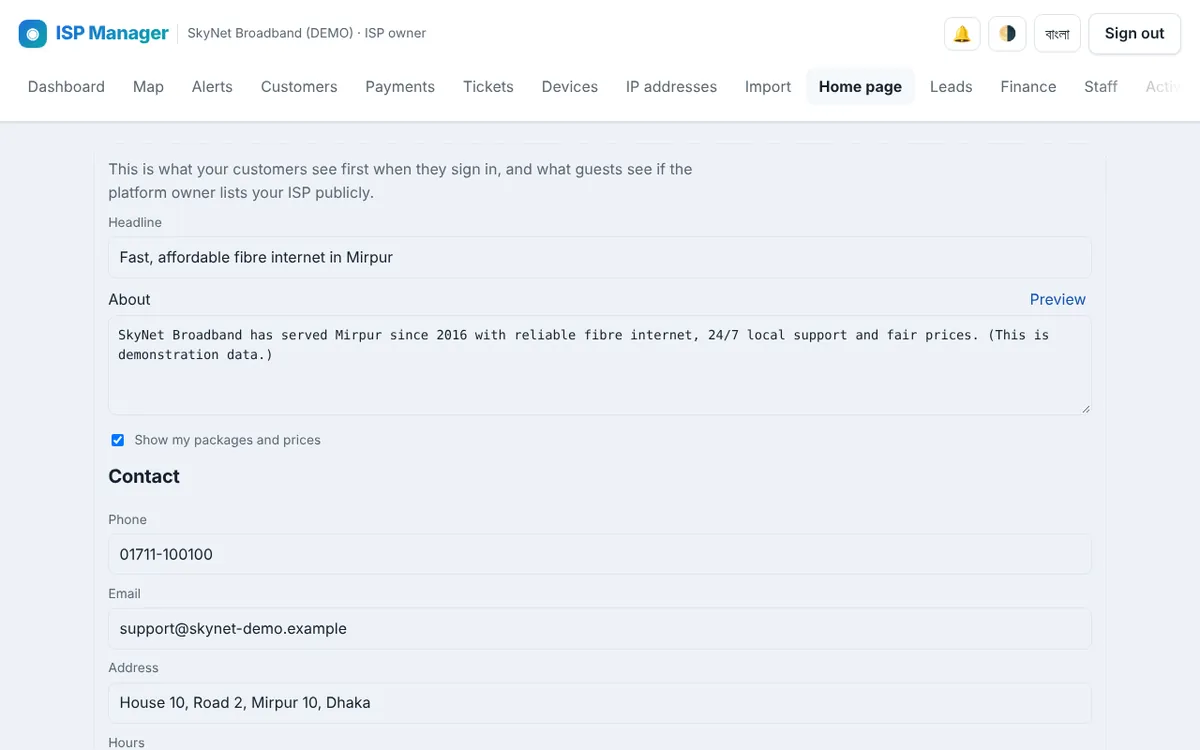 ISP Manager
SkyNet Broadband (DEMO) · ISP owner
বাংলা
Sign out
Dashboard
Map
Alerts
Customers
Payments
Tickets
Devices
IP addresses
Import
Home page
Leads
Finance
Staff
This is what your customers see first when they sign in, and what guests see if the
platform owner lists your ISP publicly.
Headline
Fast, affordable fibre internet in Mirpur
About
Preview
SkyNet Broadband has served Mirpur since 2016 with reliable fibre internet, 24/7 local support and fair prices. (This is
demonstration data.)
Show my packages and prices
Contact
Phone
01711-100100
Email
support@skynet-demo.example
Address
House 10, Road 2, Mirpur 10, Dhaka
Hours